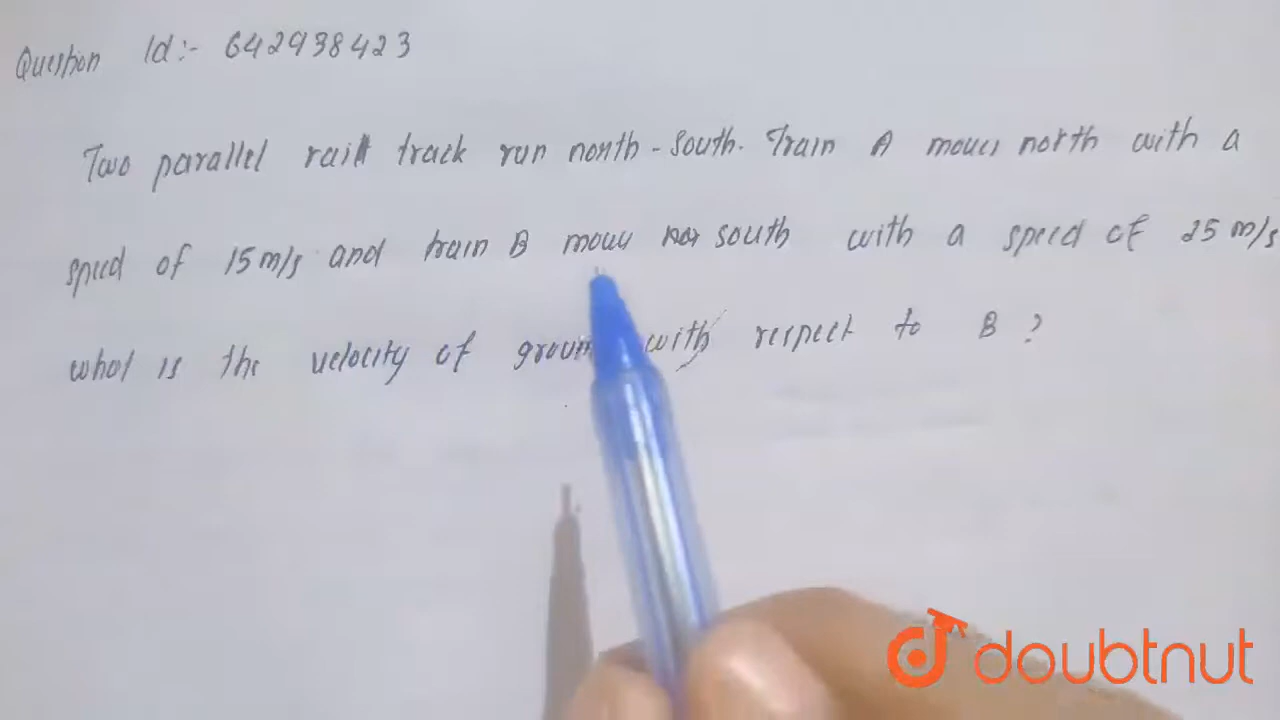 Question Id:- 642938423
Two parallel rail track run north-south. Train A moves north with a
speed of 15 m/s and train B move south with a speed of 25 m/s
what is the velocity of with respect to B ?
doubtnut